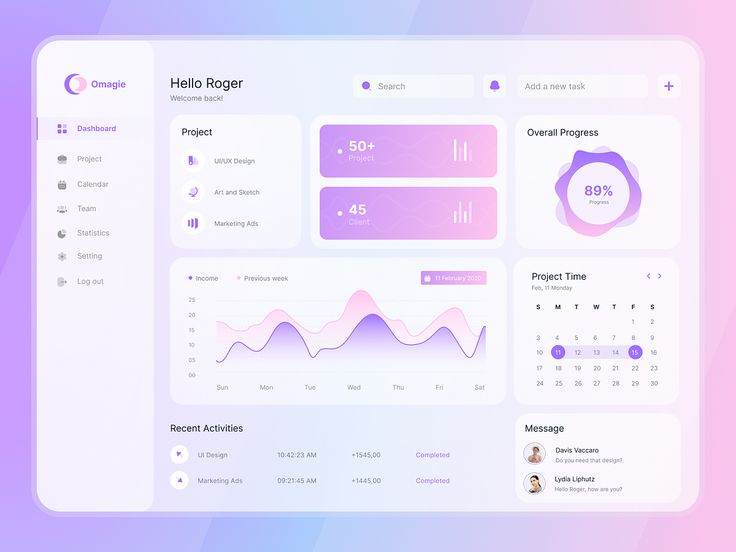 Omagie
Dashboard
Project
Calendar
Team
Statistics
Setting
Log out
Hello Roger
Welcome back!
Search
Add a new task
Project
UI/UX Design
Art and Sketch
Marketing Ads
50+
Project
45
Client
Overall Progress
89%
Progress
Income
Previous week
11 February 2020
25
20
15
10
05
00
Sun Mon Tue Wed Thu Fri Sat
Project Time
Feb, 11 Monday
S M T W T F S
1 2
3 4 5 6 7 8 9
10 11 12 13 14 15 16
17 18 19 20 21 22 23
24 25 26 27 28 29 30
Recent Activities
UI Design 10:42:23 AM +1545,00 Completed
Marketing Ads 09:21:45 AM +1445,00 Completed
Message
Davis Vaccaro
Do you need that design?
Lydia Liphutz
Hello Roger, how are you?